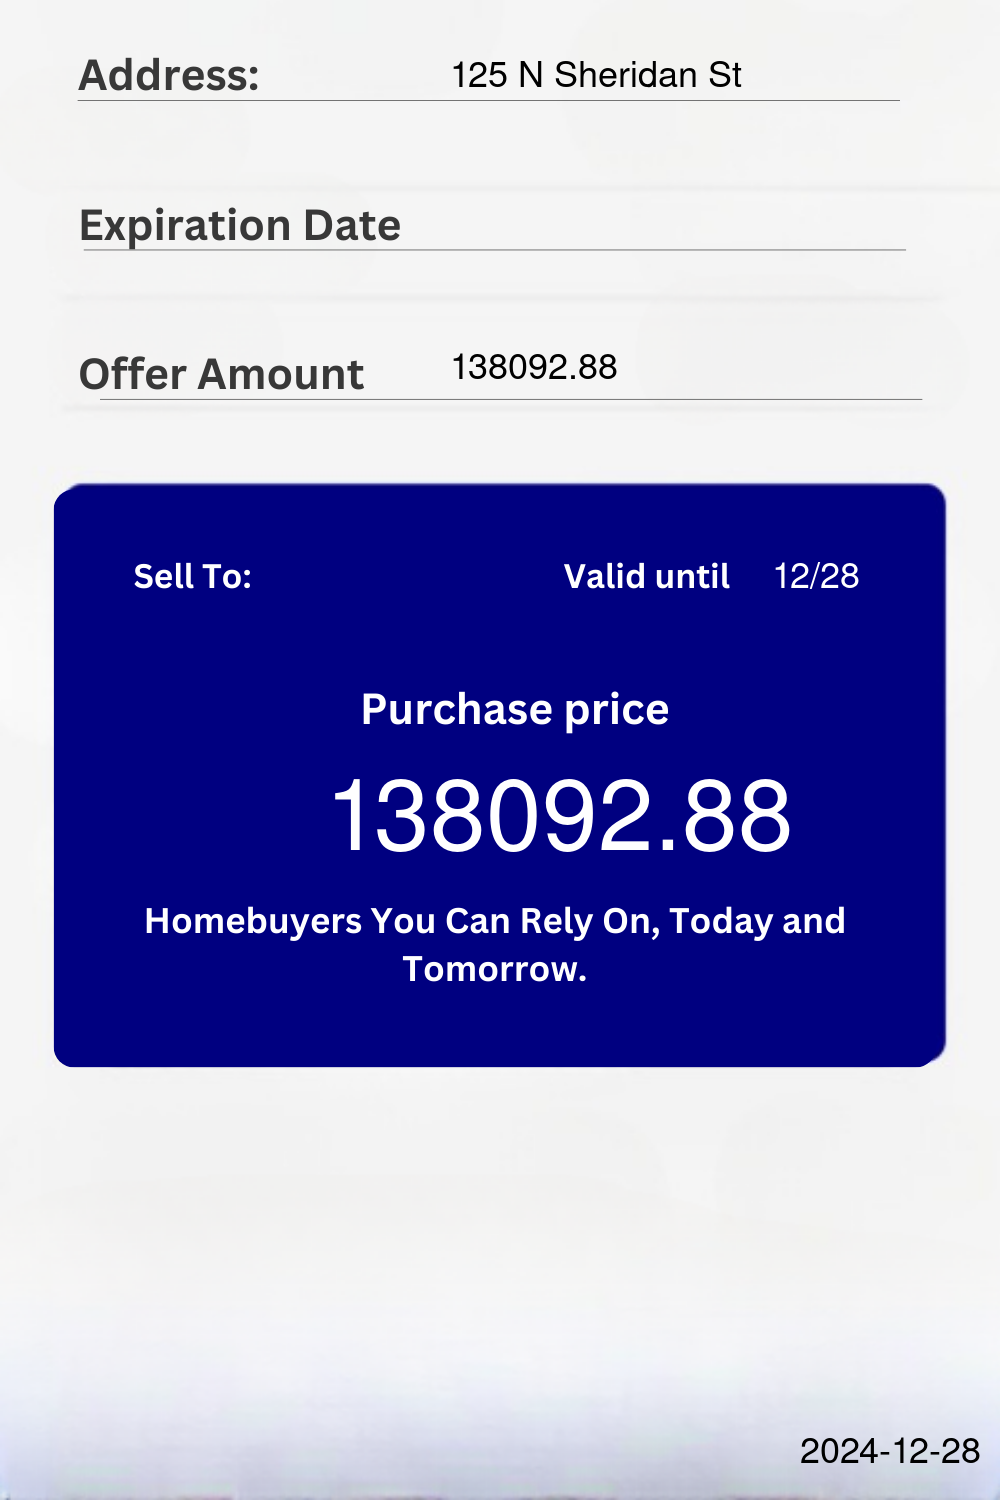 Address: 125 N Sheridan St
Expiration Date
Offer Amount 138092.88
Sell To: Valid until 12/28
Purchase price
138092.88
Homebuyers You Can Rely On, Today and
Tomorrow.
2024-12-28